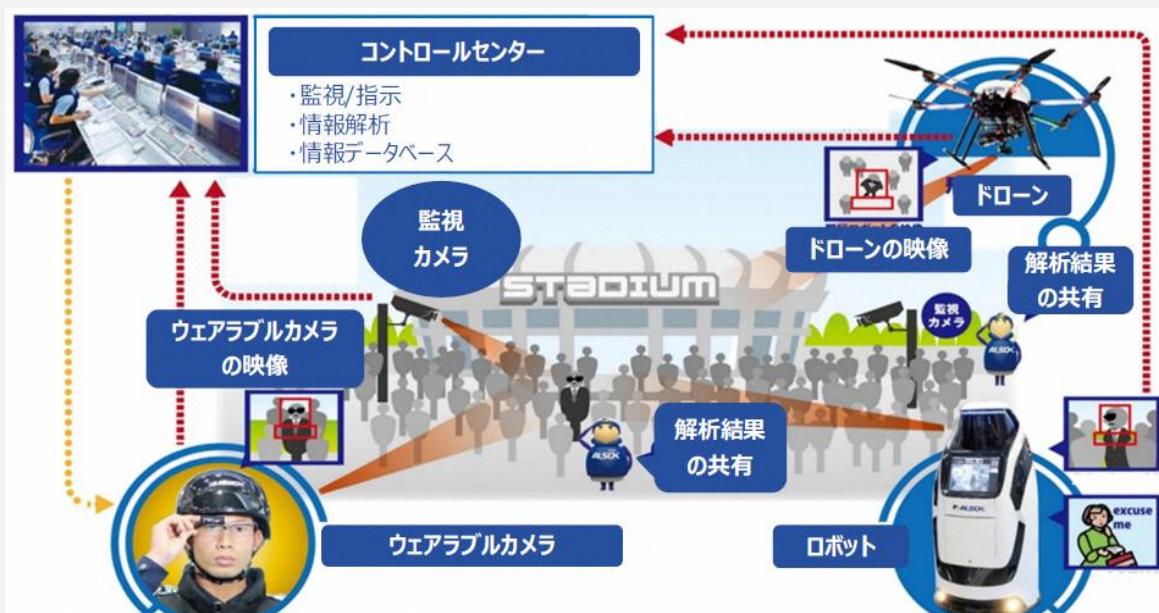 コントロールセンター
・監視/指示
・情報解析
・情報データベース
監視
カメラ
ドローン
ドローンの映像
解析結果
の共有
STADIUM
監視
カメラ
ALSOK
ウェアラブルカメラ
の映像
解析結果
の共有
ALSOK
ウェアラブルカメラ
ロボット
ALSOK
excuse
me